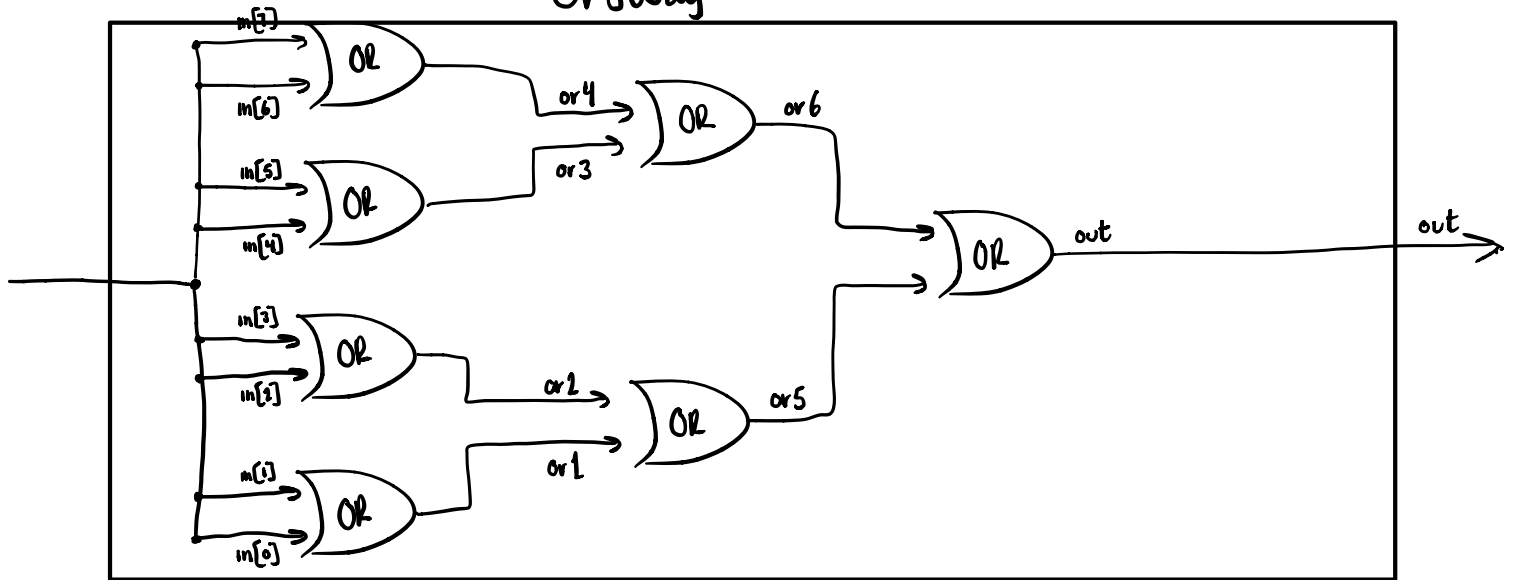 in[7]
OR
in[6]
or4
OR
or6
in[5]
OR
or3
in[4]
OR
out
out
in[3]
OR
in[2]
or2
OR
or5
or1
in[1]
OR
in[0]